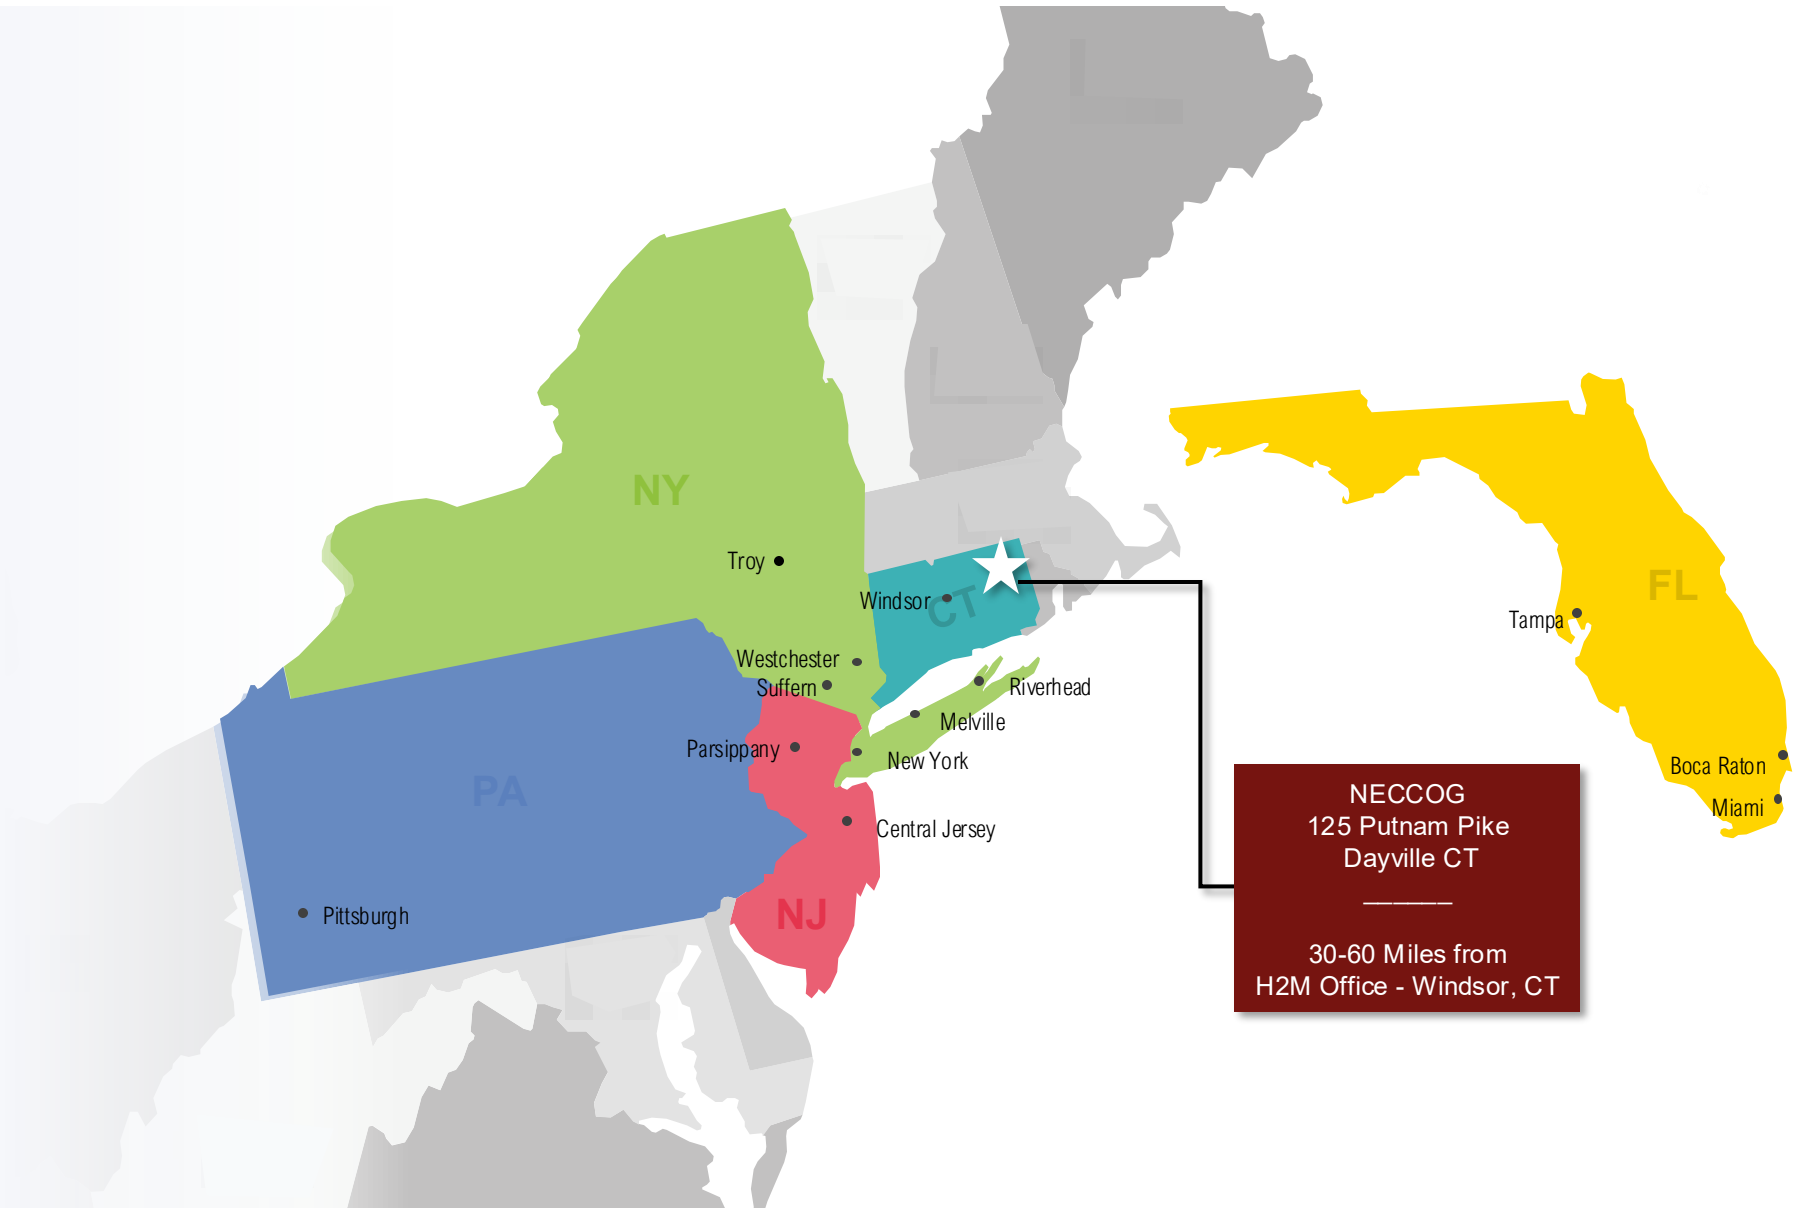 NY
Troy
Windsor
CT
Westchester
Suffern
Riverhead
Melville
Parsippany
New York
PA
Central Jersey
NJ
Pittsburgh
FL
Tampa
Boca Raton
Miami
NECCOG
125 Putnam Pike
Dayville CT
______
30-60 Miles from
H2M Office - Windsor, CT